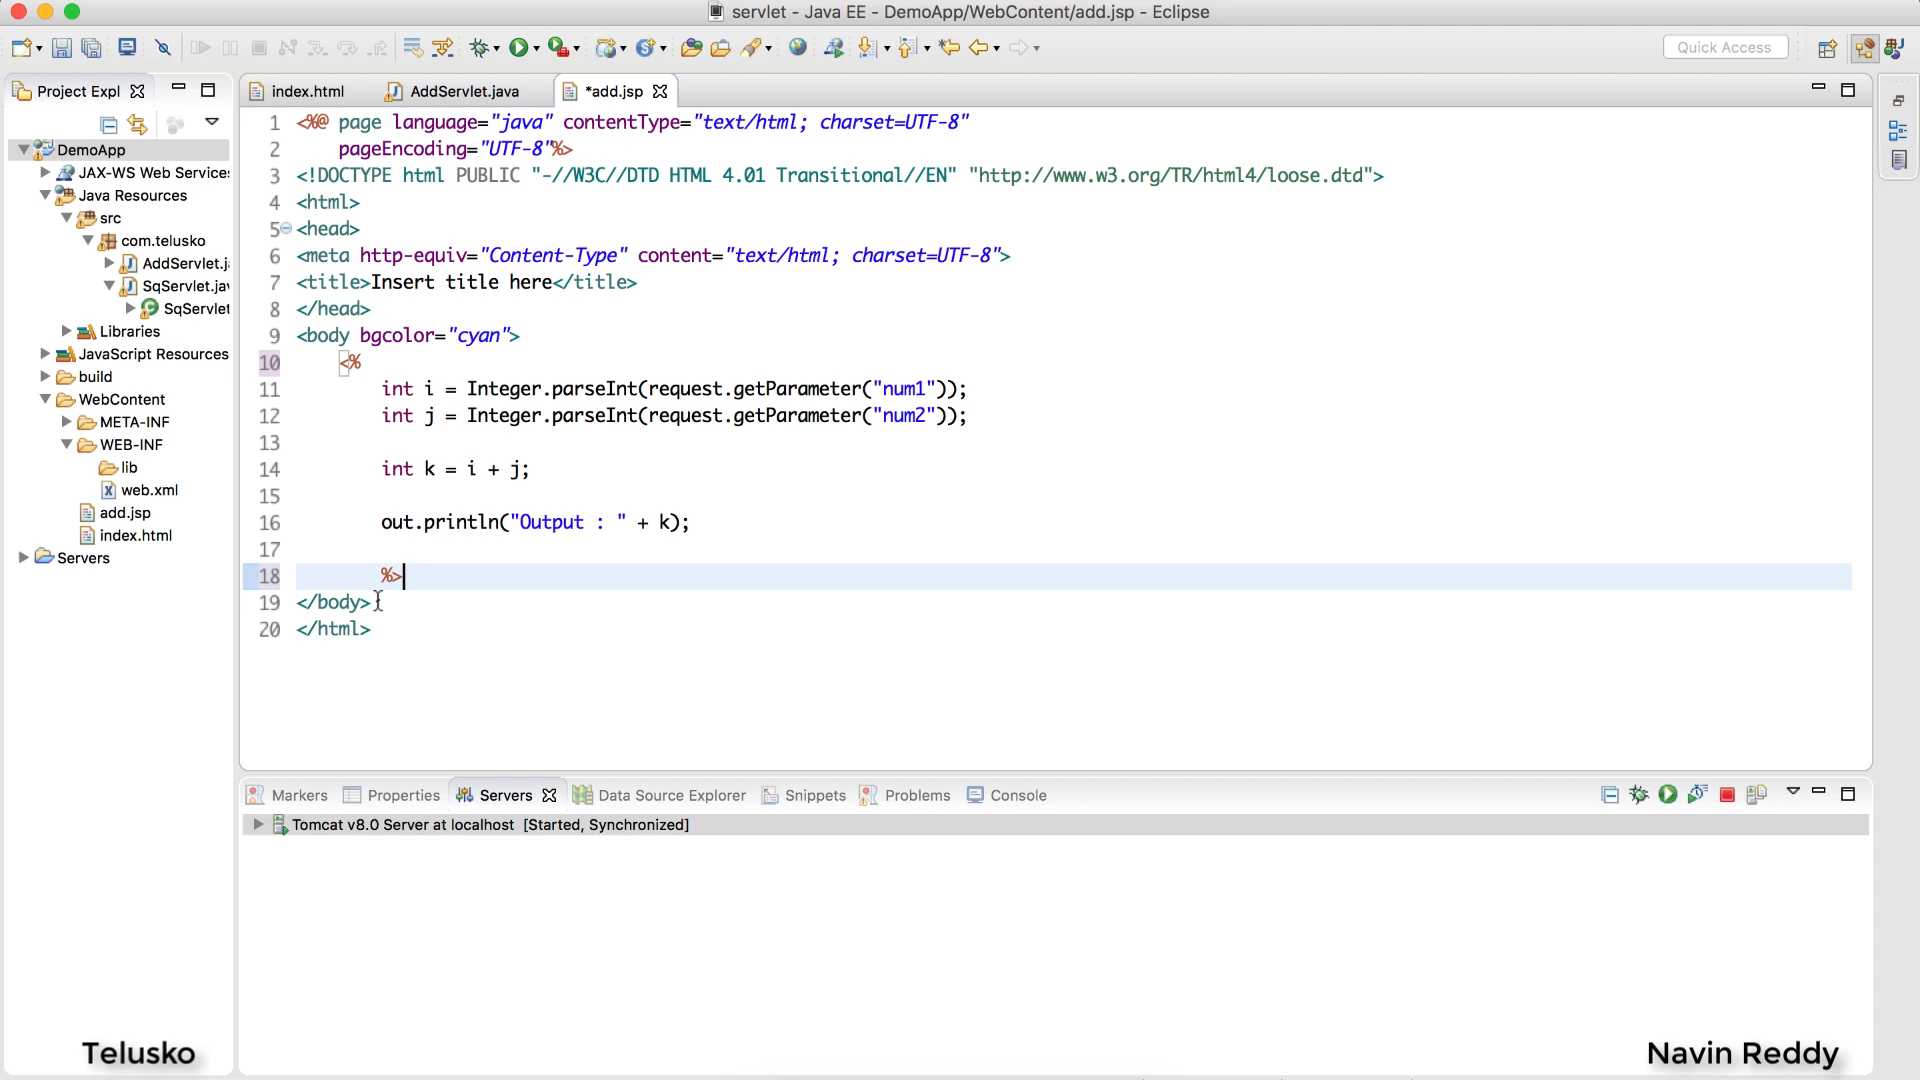 servlet - Java EE - DemoApp/WebContent/add.jsp - Eclipse
Quick Access
Project Expl
DemoApp
JAX-WS Web Services
Java Resources
src
com.telusko
AddServlet.j
SqServlet.jav
SqServlet
Libraries
JavaScript Resources
build
WebContent
META-INF
WEB-INF
lib
web.xml
add.jsp
index.html
Servers
index.html AddServlet.java *add.jsp
1 <%@ page language="java" contentType="text/html; charset=UTF-8"
2 pageEncoding="UTF-8"%>
3 <!DOCTYPE html PUBLIC "-//W3C//DTD HTML 4.01 Transitional//EN" "http://www.w3.org/TR/html4/loose.dtd">
4 <html>
5 <head>
6 <meta http-equiv="Content-Type" content="text/html; charset=UTF-8">
7 <title>Insert title here</title>
8 </head>
9 <body bgcolor="cyan">
10 <%
11 int i = Integer.parseInt(request.getParameter("num1"));
12 int j = Integer.parseInt(request.getParameter("num2"));
13
14 int k = i + j;
15
16 out.println("Output : " + k);
17
18 %>
19 </body>
20 </html>
Markers Properties Servers Data Source Explorer Snippets Problems Console
Tomcat v8.0 Server at localhost [Started, Synchronized]
Telusko
Navin Reddy